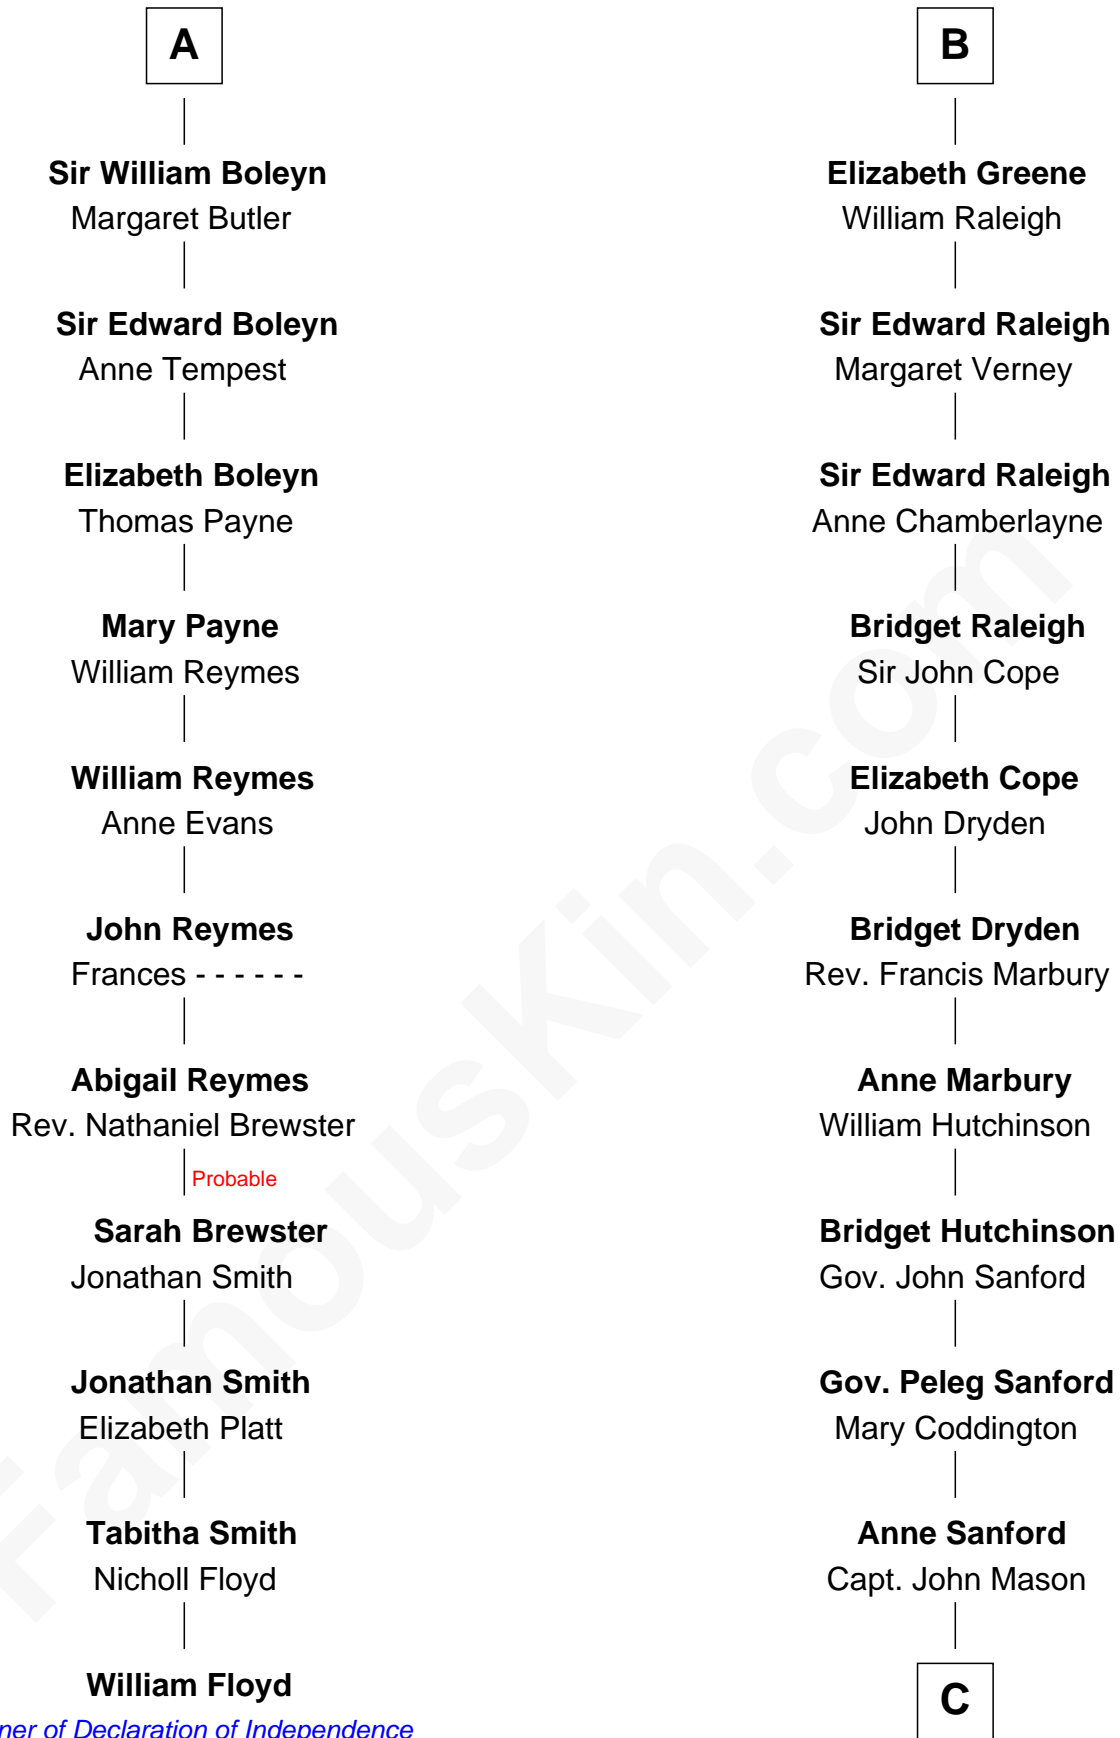 A
Sir William Boleyn
Margaret Butler
Sir Edward Boleyn
Anne Tempest
Elizabeth Boleyn
Thomas Payne
Mary Payne
William Reymes
William Reymes
Anne Evans
John Reymes
Frances - - - - - -
Abigail Reymes
Rev. Nathaniel Brewster
Probable
Sarah Brewster
Jonathan Smith
Jonathan Smith
Elizabeth Platt
Tabitha Smith
Nicholl Floyd
William Floyd
ner of Declaration of Independence
B
Elizabeth Greene
William Raleigh
Sir Edward Raleigh
Margaret Verney
Sir Edward Raleigh
Anne Chamberlayne
Bridget Raleigh
Sir John Cope
Elizabeth Cope
John Dryden
Bridget Dryden
Rev. Francis Marbury
Anne Marbury
William Hutchinson
Bridget Hutchinson
Gov. John Sanford
Gov. Peleg Sanford
Mary Coddington
Anne Sanford
Capt. John Mason
C
FamousKin.com